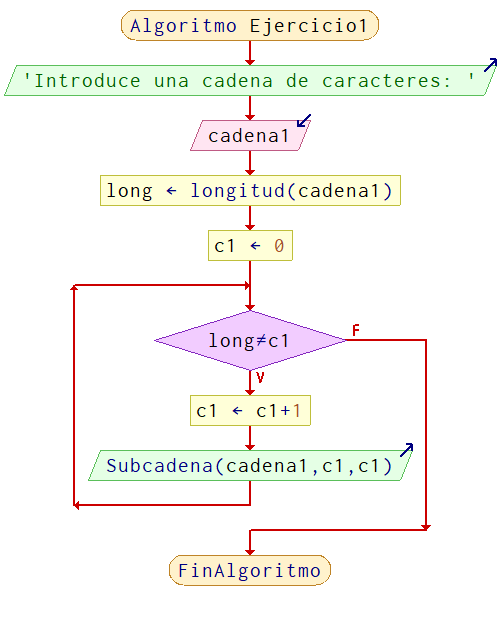 Algoritmo Ejercicio1
'Introduce una cadena de caracteres: '
cadena1
long ← longitud(cadena1)
c1 ← 0
long≠c1
F
V
c1 ← c1+1
Subcadena(cadena1,c1,c1)
FinAlgoritmo